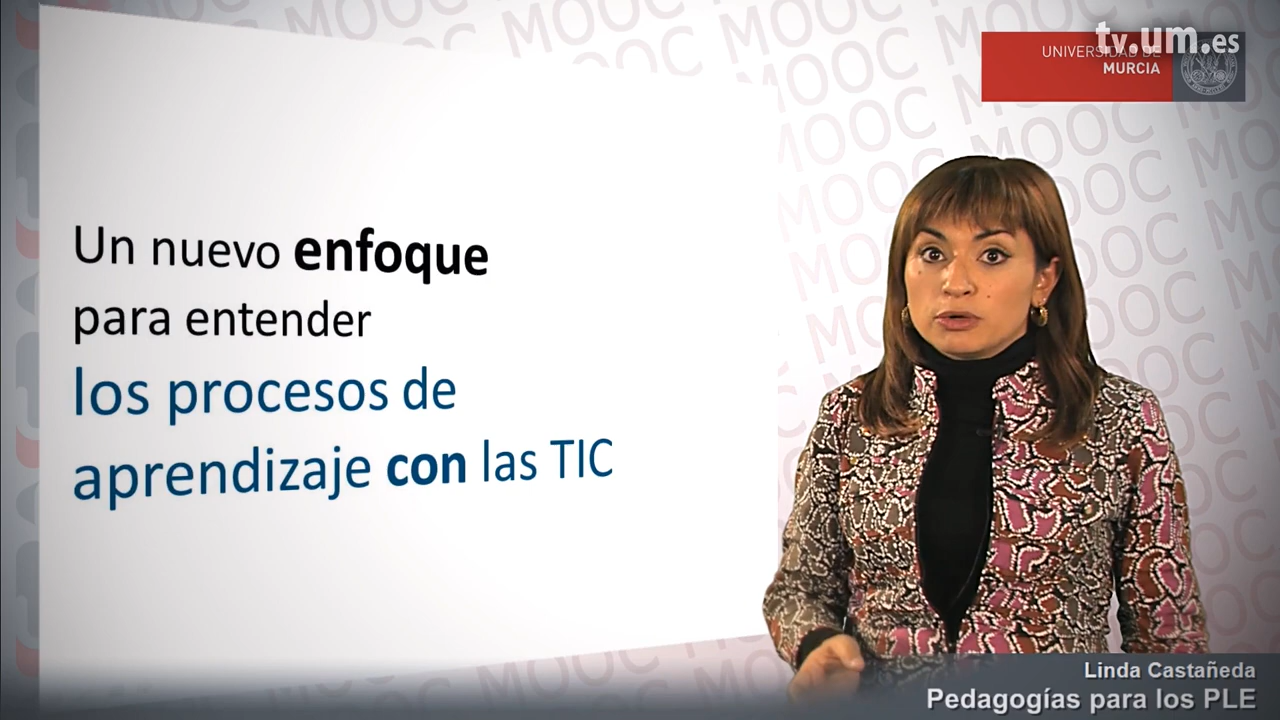 tv.um.es
UNIVERSIDAD DE
MURCIA
Un nuevo enfoque
para entender
los procesos de
aprendizaje con las TIC
MOOC
Linda Castañeda
Pedagogías para los PLE